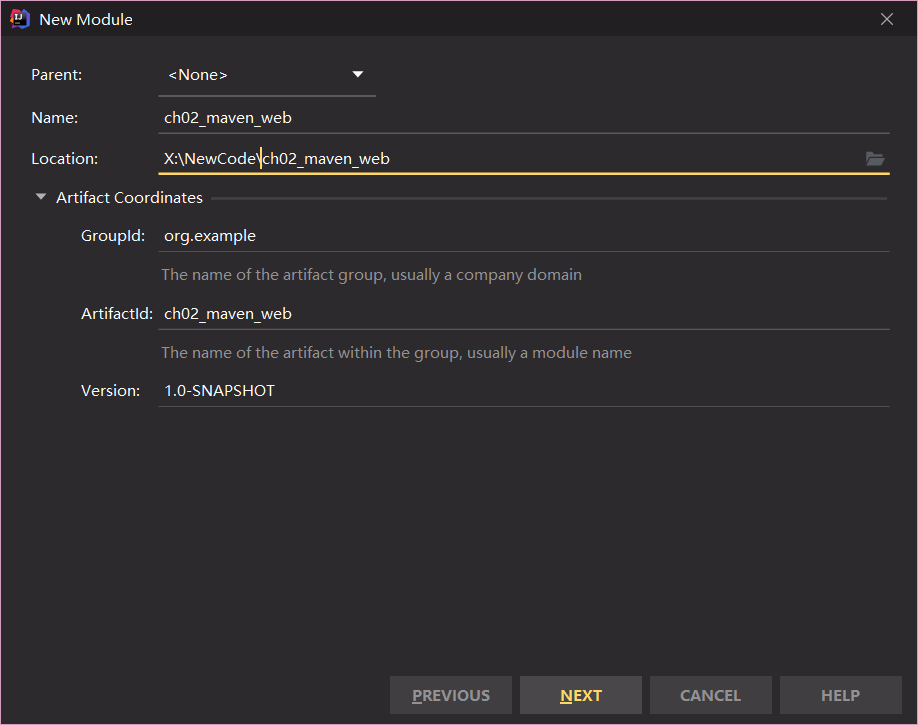 New Module
Parent: <None>
Name: ch02_maven_web
Location: X:\NewCode\ch02_maven_web
Artifact Coordinates
GroupId: org.example
The name of the artifact group, usually a company domain
ArtifactId: ch02_maven_web
The name of the artifact within the group, usually a module name
Version: 1.0-SNAPSHOT
PREVIOUS NEXT CANCEL HELP